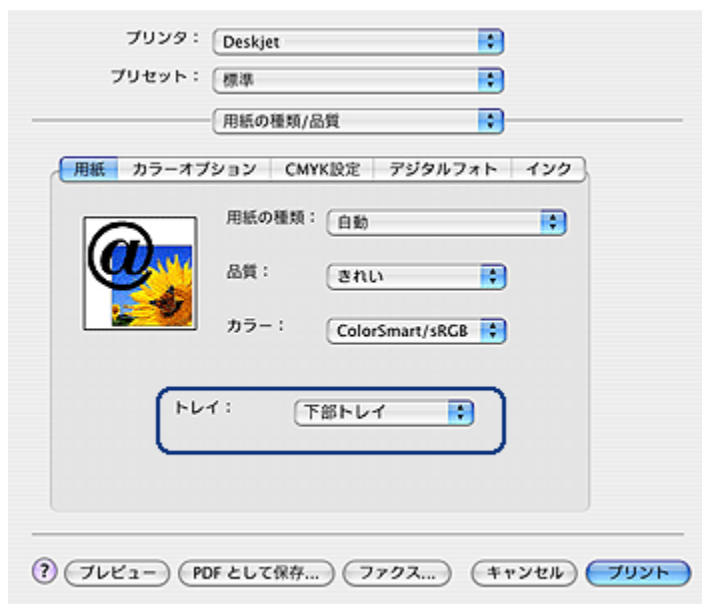 プリンタ： Deskjet
プリセット： 標準
用紙の種類/品質
用紙 カラーオプション CMYK設定 デジタルフォト インク
用紙の種類： 自動
@
品質： きれい
カラー： ColorSmart/sRGB
トレイ： 下部トレイ
? プレビュー PDF として保存... ファクス... キャンセル プリント